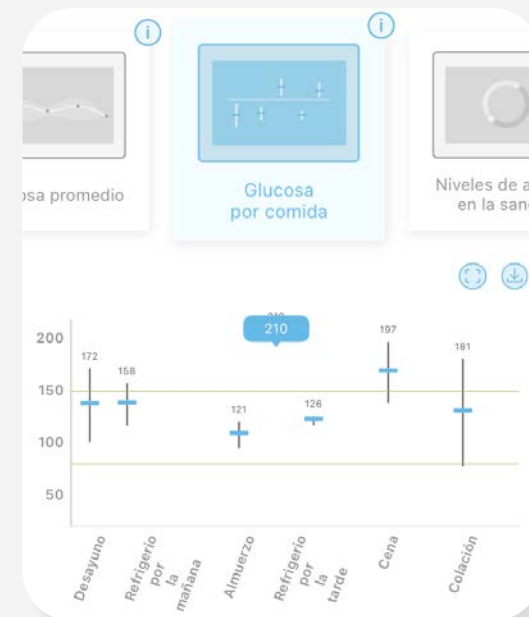 osa promedio
Glucosa
por comida
Niveles de a
en la sang
210
200
150
100
50
172
158
121
126
197
181
Desayuno
Refrigerio
por
la
mañana
Almuerzo
Refrigerio
por
la
tarde
Cena
Colación